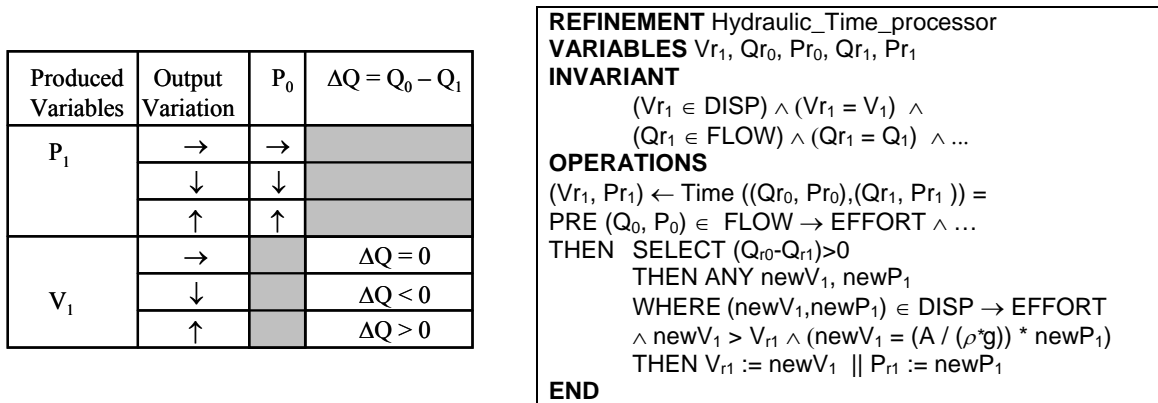 Produced Variables Output Variation P₀ ΔQ = Q₀ – Q₁
P₁ → →
↓ ↓
↑ ↑
V₁ → ΔQ = 0
↓ ΔQ < 0
↑ ΔQ > 0
REFINEMENT Hydraulic_Time_processor
VARIABLES Vr₁, Qr₀, Pr₀, Qr₁, Pr₁
INVARIANT
(Vr₁ ∈ DISP) ∧ (Vr₁ = V₁) ∧
(Qr₁ ∈ FLOW) ∧ (Qr₁ = Q₁) ∧ ...
OPERATIONS
(Vr₁, Pr₁) ← Time ((Qr₀, Pr₀),(Qr₁, Pr₁ )) =
PRE (Q₀, P₀) ∈ FLOW → EFFORT ∧ …
THEN SELECT (Qr₀-Qr₁)>0
THEN ANY newV₁, newP₁
WHERE (newV₁,newP₁) ∈ DISP → EFFORT
∧ newV₁ > Vr₁ ∧ (newV₁ = (A / (ρ*g)) * newP₁)
THEN Vr₁ := newV₁ || Pr₁ := newP₁
END